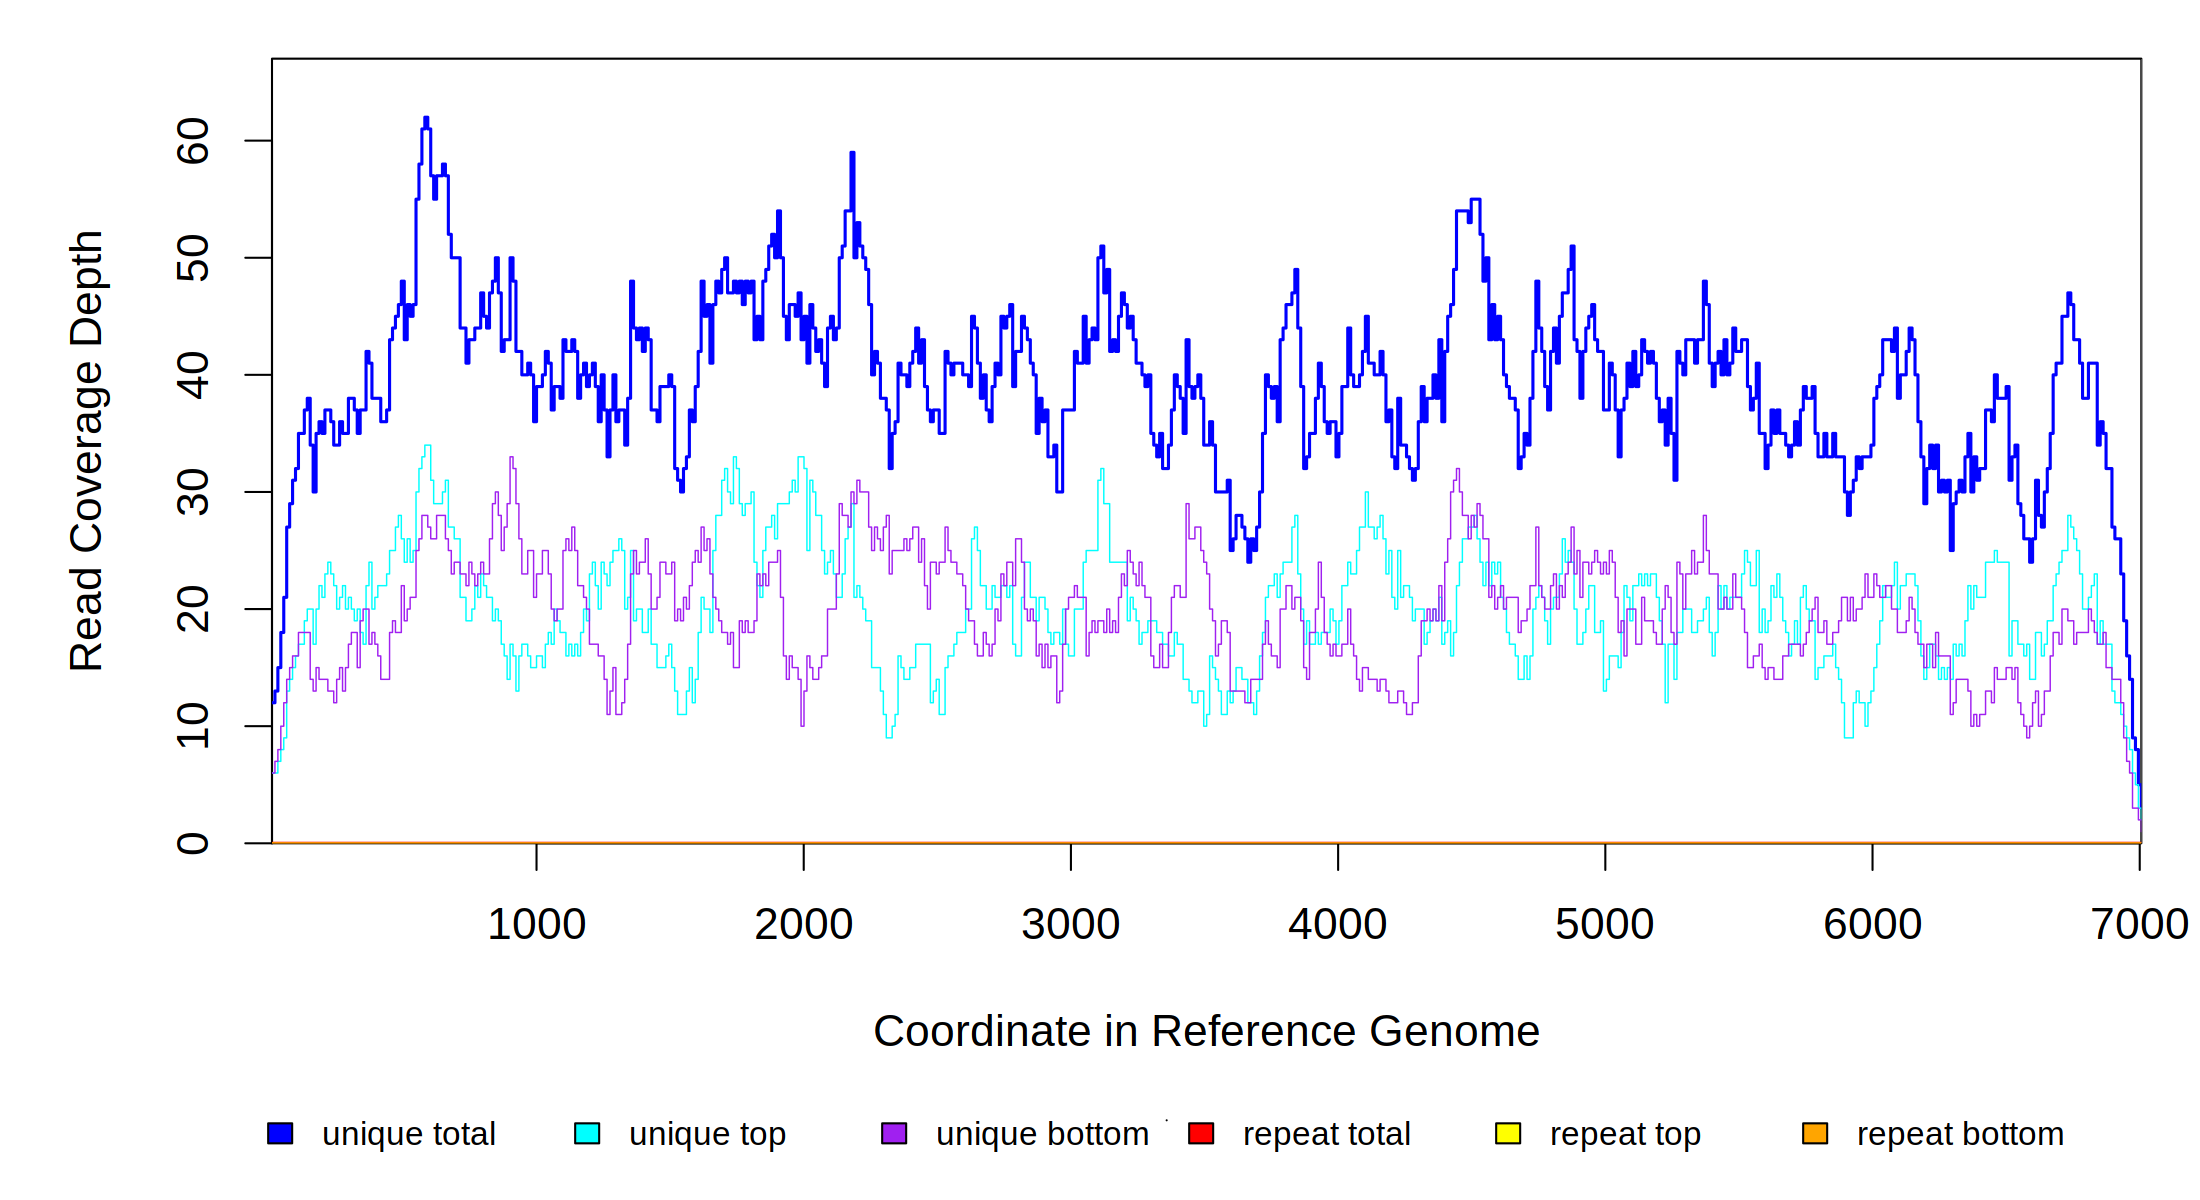 Read Coverage Depth
60
50
40
30
20
10
0
1000 2000 3000 4000 5000 6000 7000
Coordinate in Reference Genome
unique total unique top unique bottom repeat total repeat top repeat bottom